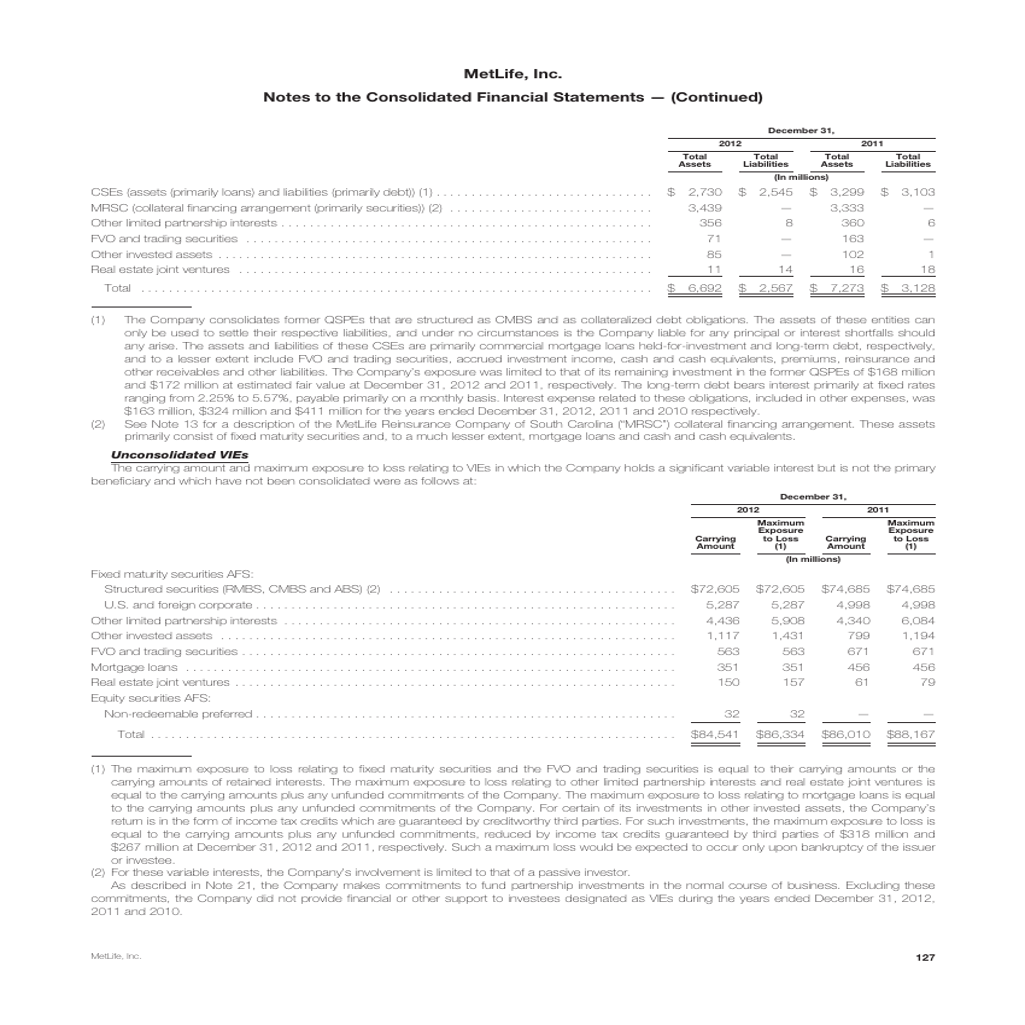 MetLife, Inc.
Notes to the Consolidated Financial Statements — (Continued)
December 31,
2012 2011
Total Assets Total Liabilities Total Assets Total Liabilities
(In millions)
CSEs (assets (primarily loans) and liabilities (primarily debt)) (1) . . . . . . . . . . $ 2,730 $ 2,545 $ 3,299 $ 3,103
MRSC (collateral financing arrangement (primarily securities)) (2) . . . . . . . . . . 3,439 — 3,333 —
Other limited partnership interests . . . . . . . . . . 356 8 360 6
FVO and trading securities . . . . . . . . . . 71 — 163 —
Other invested assets . . . . . . . . . . 85 — 102 1
Real estate joint ventures . . . . . . . . . . 11 14 16 18
Total . . . . . . . . . . $ 6,692 $ 2,567 $ 7,273 $ 3,128
(1) The Company consolidates former QSPEs that are structured as CMBS and as collateralized debt obligations. The assets of these entities can
only be used to settle their respective liabilities, and under no circumstances is the Company liable for any principal or interest shortfalls should
any arise. The assets and liabilities of these CSEs are primarily commercial mortgage loans held-for-investment and long-term debt, respectively,
and to a lesser extent include FVO and trading securities, accrued investment income, cash and cash equivalents, premiums, reinsurance and
other receivables and other liabilities. The Company's exposure was limited to that of its remaining investment in the former QSPEs of $168 million
and $172 million at estimated fair value at December 31, 2012 and 2011, respectively. The long-term debt bears interest primarily at fixed rates
ranging from 2.25% to 5.57%, payable primarily on a monthly basis. Interest expense related to these obligations, included in other expenses, was
$163 million, $324 million and $411 million for the years ended December 31, 2012, 2011 and 2010 respectively.
(2) See Note 13 for a description of the MetLife Reinsurance Company of South Carolina ("MRSC") collateral financing arrangement. These assets
primarily consist of fixed maturity securities and, to a much lesser extent, mortgage loans and cash and cash equivalents.
Unconsolidated VIEs
The carrying amount and maximum exposure to loss relating to VIEs in which the Company holds a significant variable interest but is not the primary
beneficiary and which have not been consolidated were as follows at:
December 31,
2012 2011
Carrying Amount Maximum Exposure to Loss (1) Carrying Amount Maximum Exposure to Loss (1)
(In millions)
Fixed maturity securities AFS:
Structured securities (RMBS, CMBS and ABS) (2) . . . . . . . . . . $72,605 $72,605 $74,685 $74,685
U.S. and foreign corporate . . . . . . . . . . 5,287 5,287 4,998 4,998
Other limited partnership interests . . . . . . . . . . 4,436 5,908 4,340 6,084
Other invested assets . . . . . . . . . . 1,117 1,431 799 1,194
FVO and trading securities . . . . . . . . . . 563 563 671 671
Mortgage loans . . . . . . . . . . 351 351 456 456
Real estate joint ventures . . . . . . . . . . 150 157 61 79
Equity securities AFS:
Non-redeemable preferred . . . . . . . . . . 32 32 — —
Total . . . . . . . . . . $84,541 $86,334 $86,010 $88,167
(1) The maximum exposure to loss relating to fixed maturity securities and the FVO and trading securities is equal to their carrying amounts or the
carrying amounts of retained interests. The maximum exposure to loss relating to other limited partnership interests and real estate joint ventures is
equal to the carrying amounts plus any unfunded commitments of the Company. The maximum exposure to loss relating to mortgage loans is equal
to the carrying amounts plus any unfunded commitments of the Company. For certain of its investments in other invested assets, the Company's
return is in the form of income tax credits which are guaranteed by creditworthy third parties. For such investments, the maximum exposure to loss is
equal to the carrying amounts plus any unfunded commitments, reduced by income tax credits guaranteed by third parties of $318 million and
$267 million at December 31, 2012 and 2011, respectively. Such a maximum loss would be expected to occur only upon bankruptcy of the issuer
or investee.
(2) For these variable interests, the Company's involvement is limited to that of a passive investor.
As described in Note 21, the Company makes commitments to fund partnership investments in the normal course of business. Excluding these
commitments, the Company did not provide financial or other support to investees designated as VIEs during the years ended December 31, 2012,
2011 and 2010.
MetLife, Inc. 127